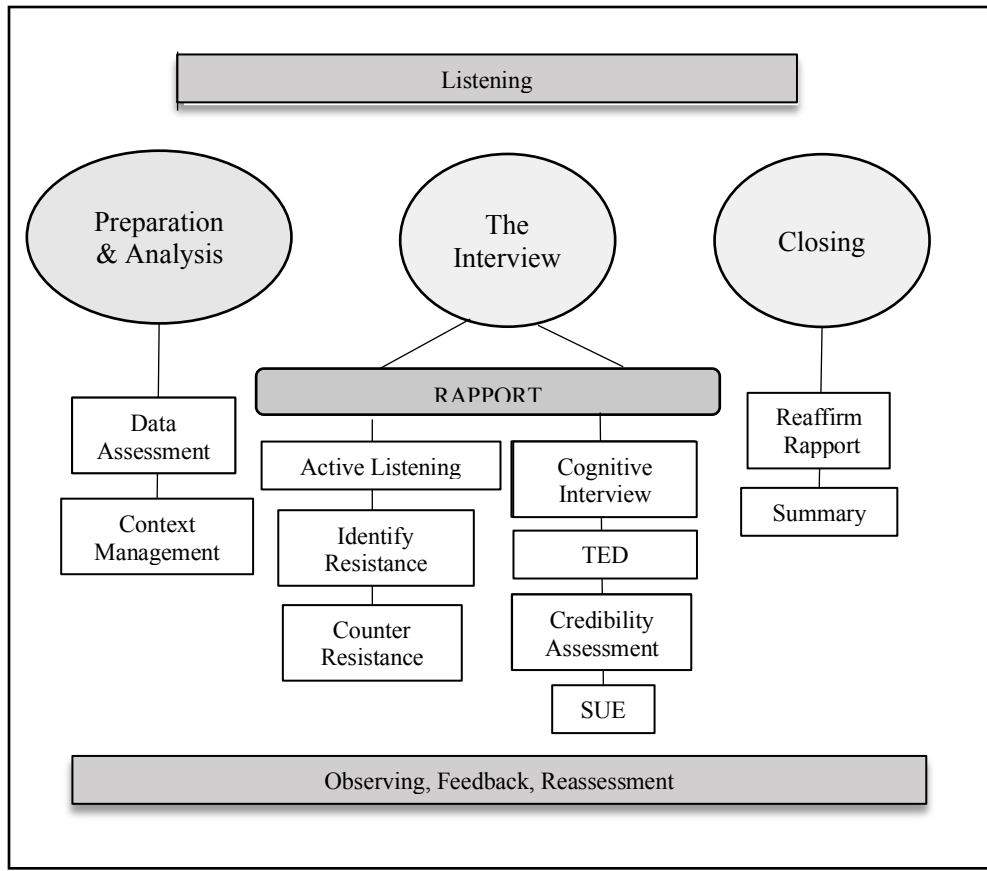 Listening
Preparation
& Analysis
The
Interview
Closing
RAPPORT
Data
Assessment
Context
Management
Active Listening
Identify
Resistance
Counter
Resistance
Cognitive
Interview
TED
Credibility
Assessment
SUE
Reaffirm
Rapport
Summary
Observing, Feedback, Reassessment